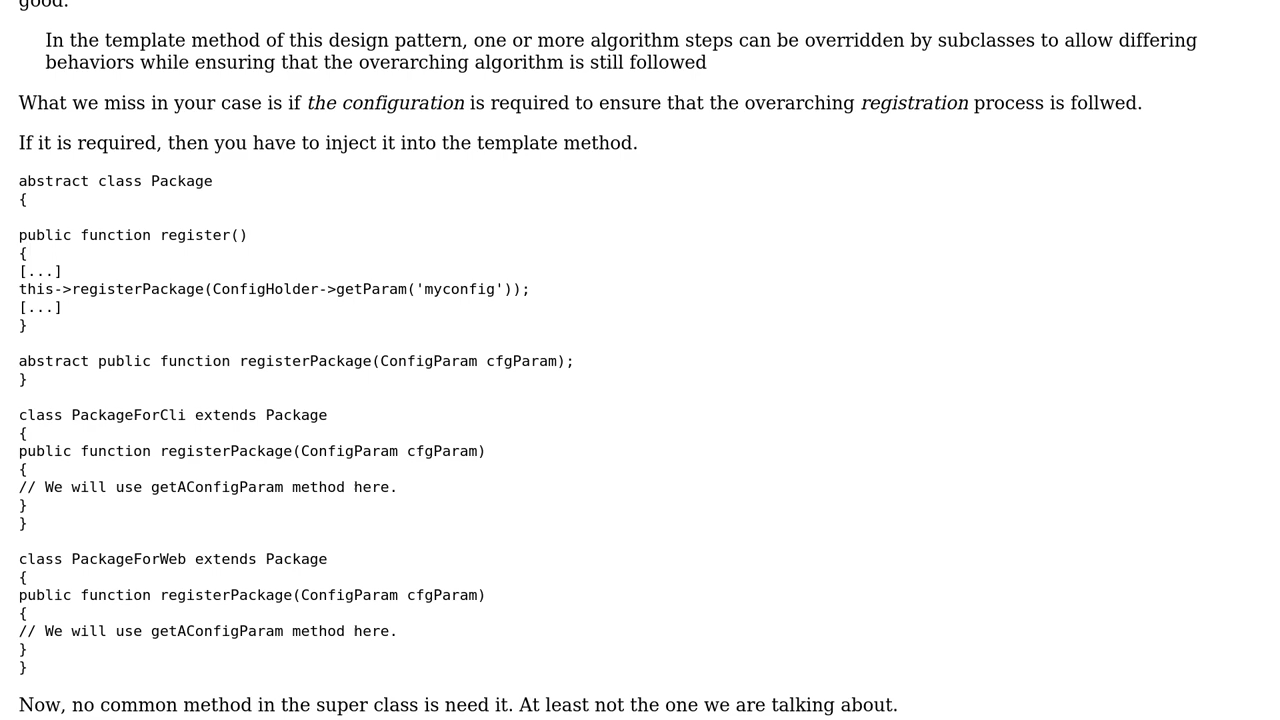 good.
In the template method of this design pattern, one or more algorithm steps can be overridden by subclasses to allow differing
behaviors while ensuring that the overarching algorithm is still followed
What we miss in your case is if the configuration is required to ensure that the overarching registration process is follwed.
If it is required, then you have to inject it into the template method.
abstract class Package
{
public function register()
{
[...]
this->registerPackage(ConfigHolder->getParam('myconfig'));
[...]
}
abstract public function registerPackage(ConfigParam cfgParam);
}
class PackageForCli extends Package
{
public function registerPackage(ConfigParam cfgParam)
{
// We will use getAConfigParam method here.
}
}
class PackageForWeb extends Package
{
public function registerPackage(ConfigParam cfgParam)
{
// We will use getAConfigParam method here.
}
}
Now, no common method in the super class is need it. At least not the one we are talking about.